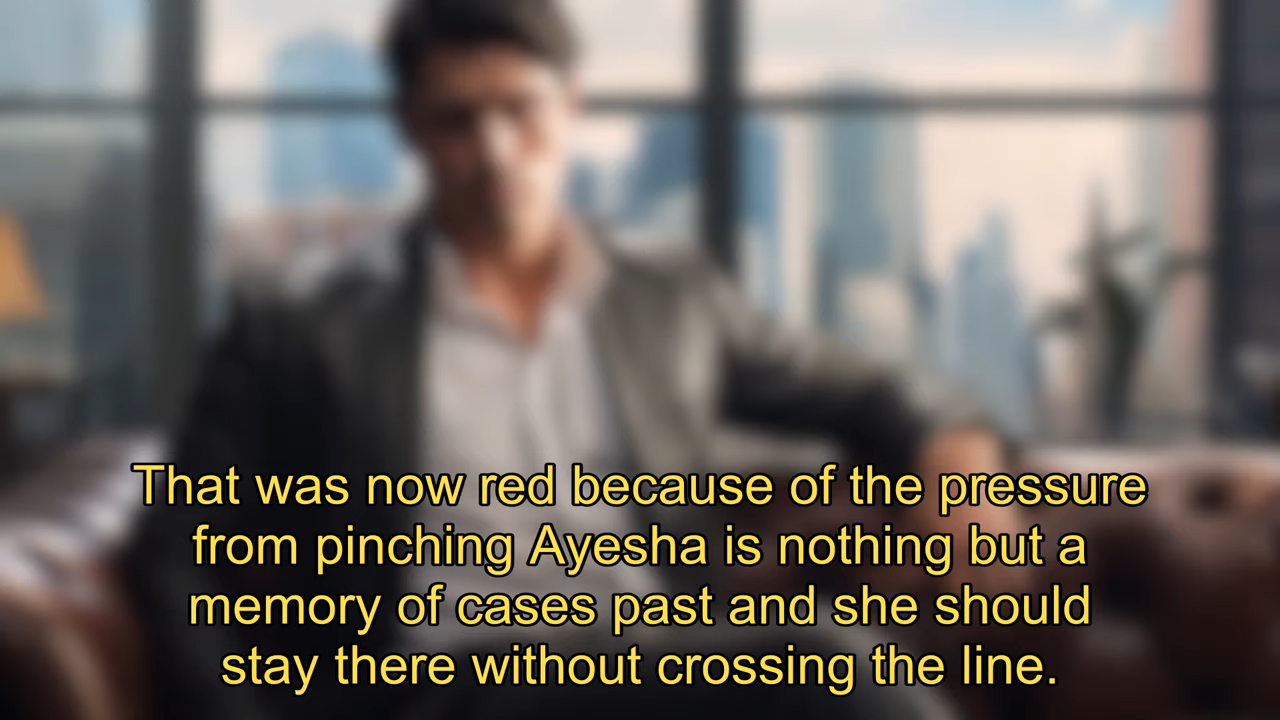 That was now red because of the pressure
from pinching Ayesha is nothing but a
memory of cases past and she should
stay there without crossing the line.